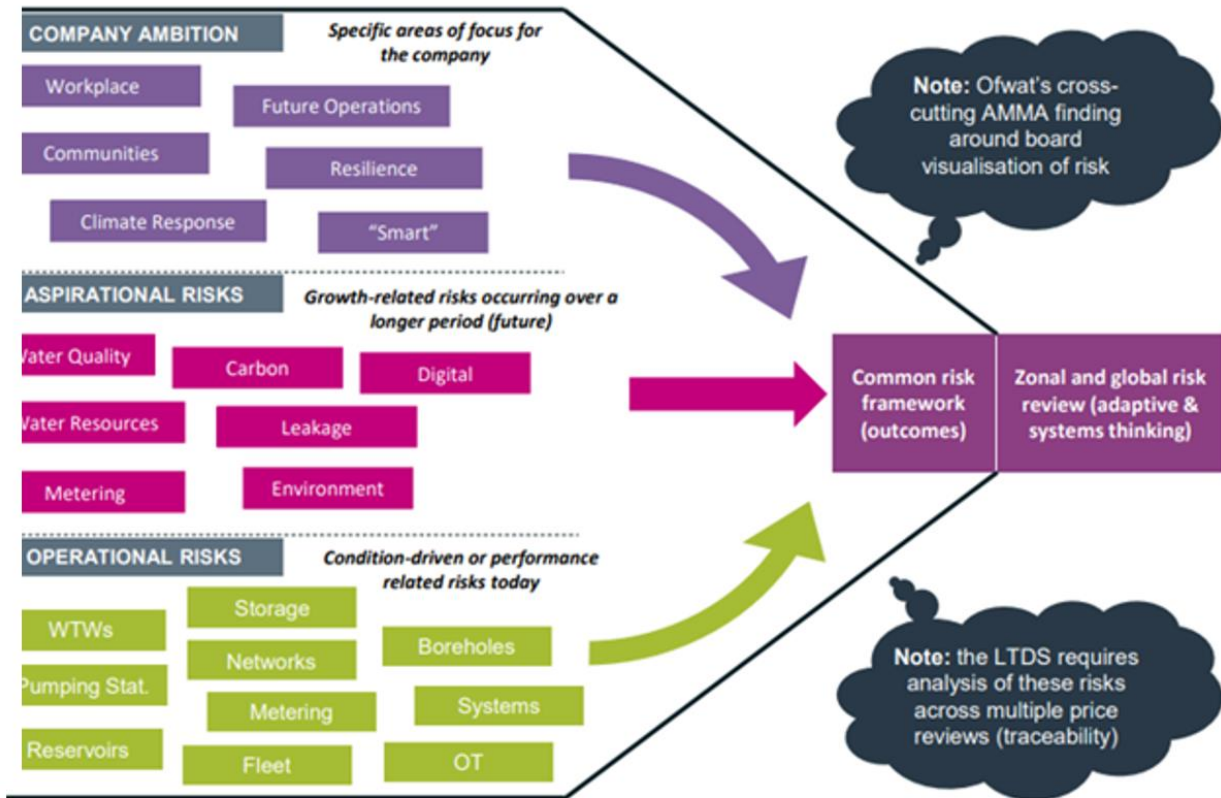 COMPANY AMBITION
Specific areas of focus for
the company
Workplace
Future Operations
Communities
Resilience
Climate Response
“Smart”
Note: Ofwat’s cross-
cutting AMMA finding
around board
visualisation of risk
ASPIRATIONAL RISKS
Growth-related risks occurring over a
longer period (future)
Water Quality
Carbon
Digital
Water Resources
Leakage
Metering
Environment
Common risk
framework
(outcomes)
Zonal and global risk
review (adaptive &
systems thinking)
OPERATIONAL RISKS
Condition-driven or performance
related risks today
Storage
WTWs
Boreholes
Networks
Pumping Stat.
Metering
Systems
Reservoirs
Fleet
OT
Note: the LTDS requires
analysis of these risks
across multiple price
reviews (traceability)